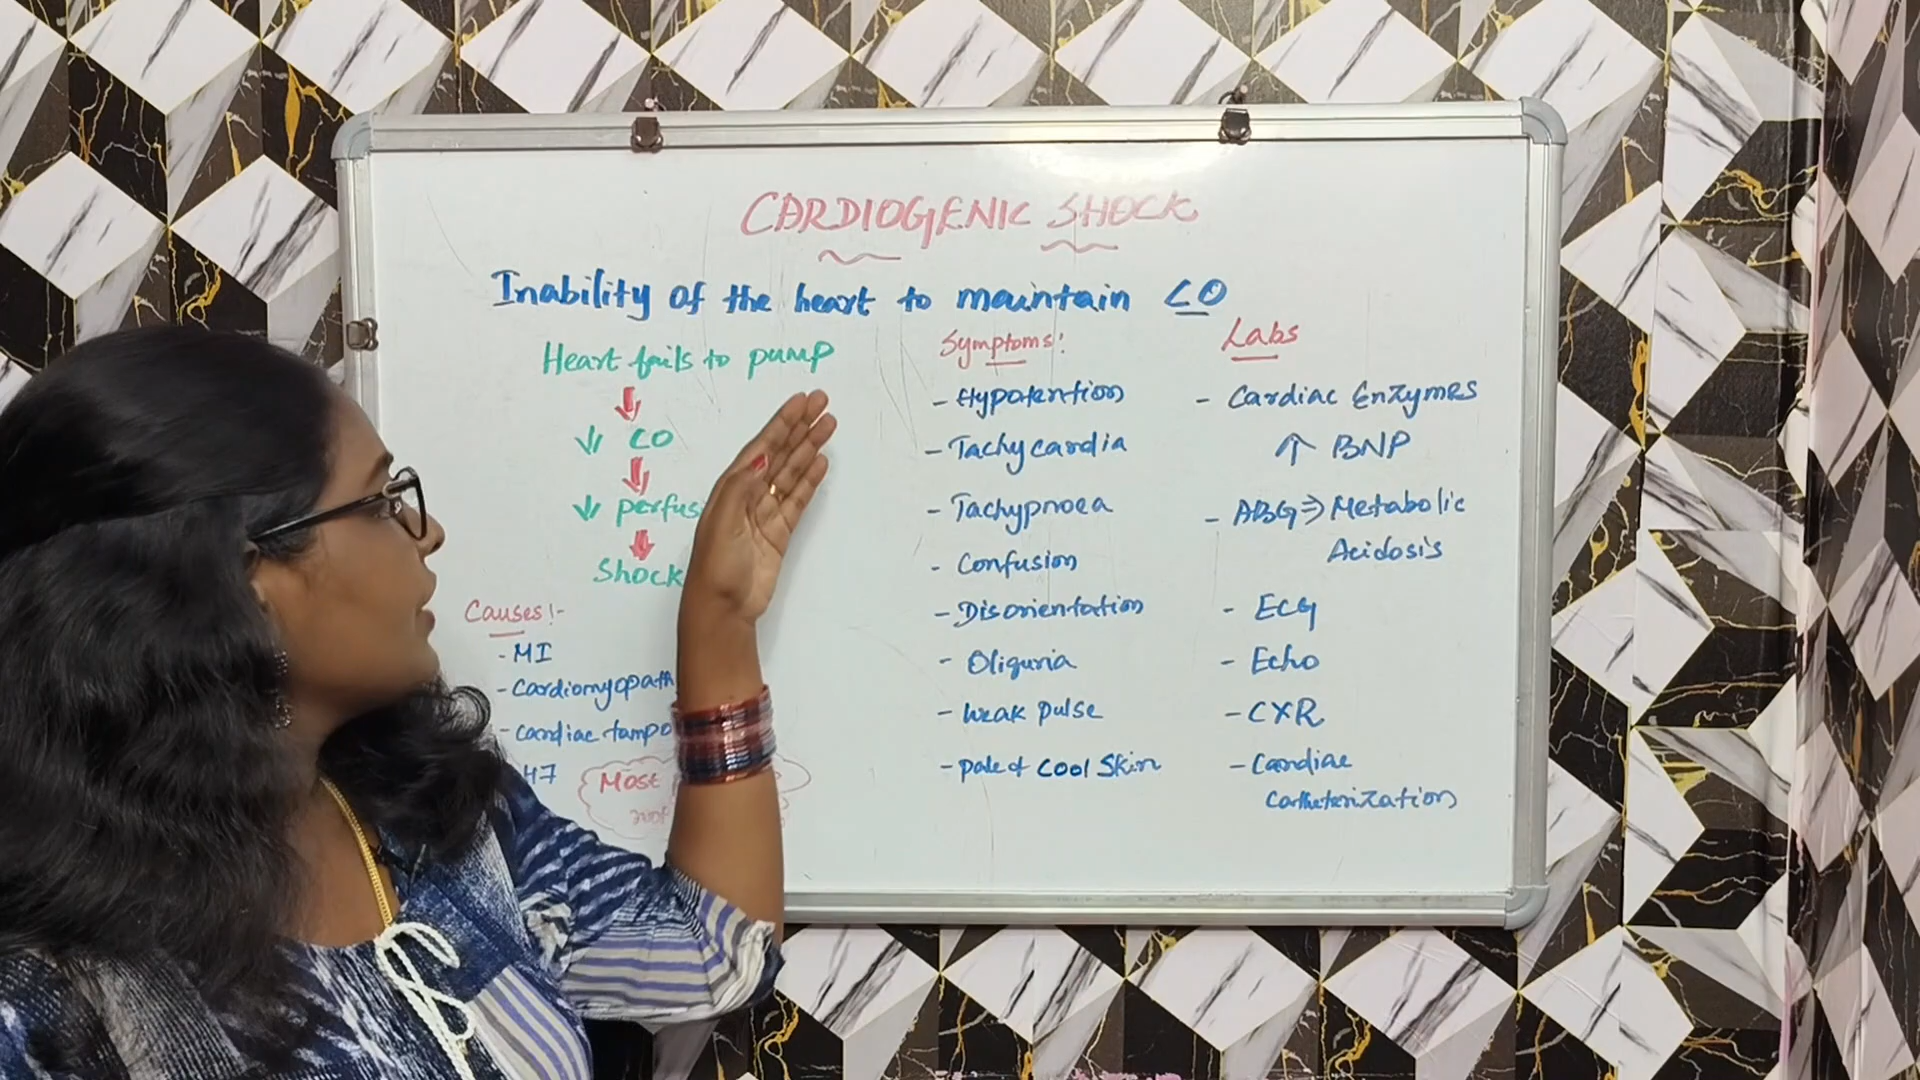 CARDIOGENIC SHOCK
Inability of the heart to maintain CO
Heart fails to pump
↓ CO
↓ perfus
Shock
Causes:-
- MI
- Cardiomyopath
- cardiac tampo
Most
Symptoms:
- Hypotention
- Tachycardia
- Tachypnoea
- Confusion
- Disorientation
- Oliguria
- Weak pulse
- pale & cool skin
Labs
- Cardiac Enzymes
↑ BNP
- ABG ⇒ Metabolic
Acidosis
- ECG
- Echo
- CXR
- Cardiac
Cartheterization